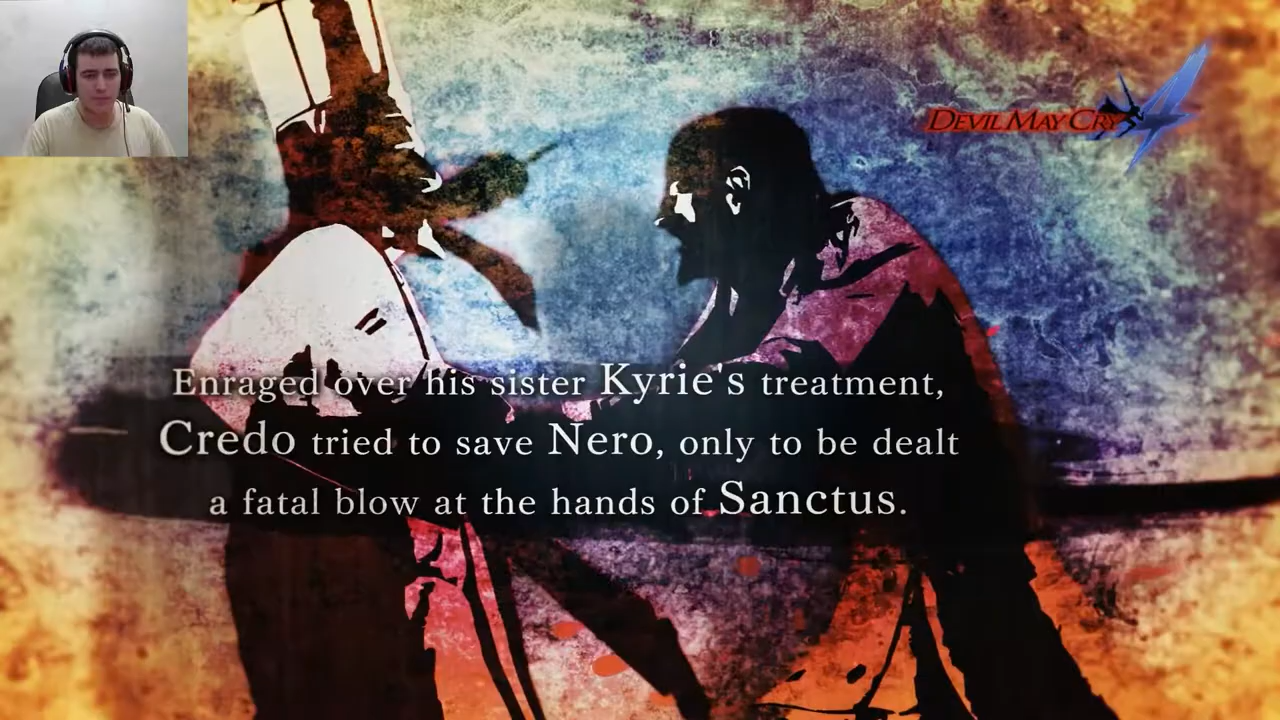 DEVIL MAY CRY 4
Enraged over his sister Kyrie's treatment,
Credo tried to save Nero, only to be dealt
a fatal blow at the hands of Sanctus.